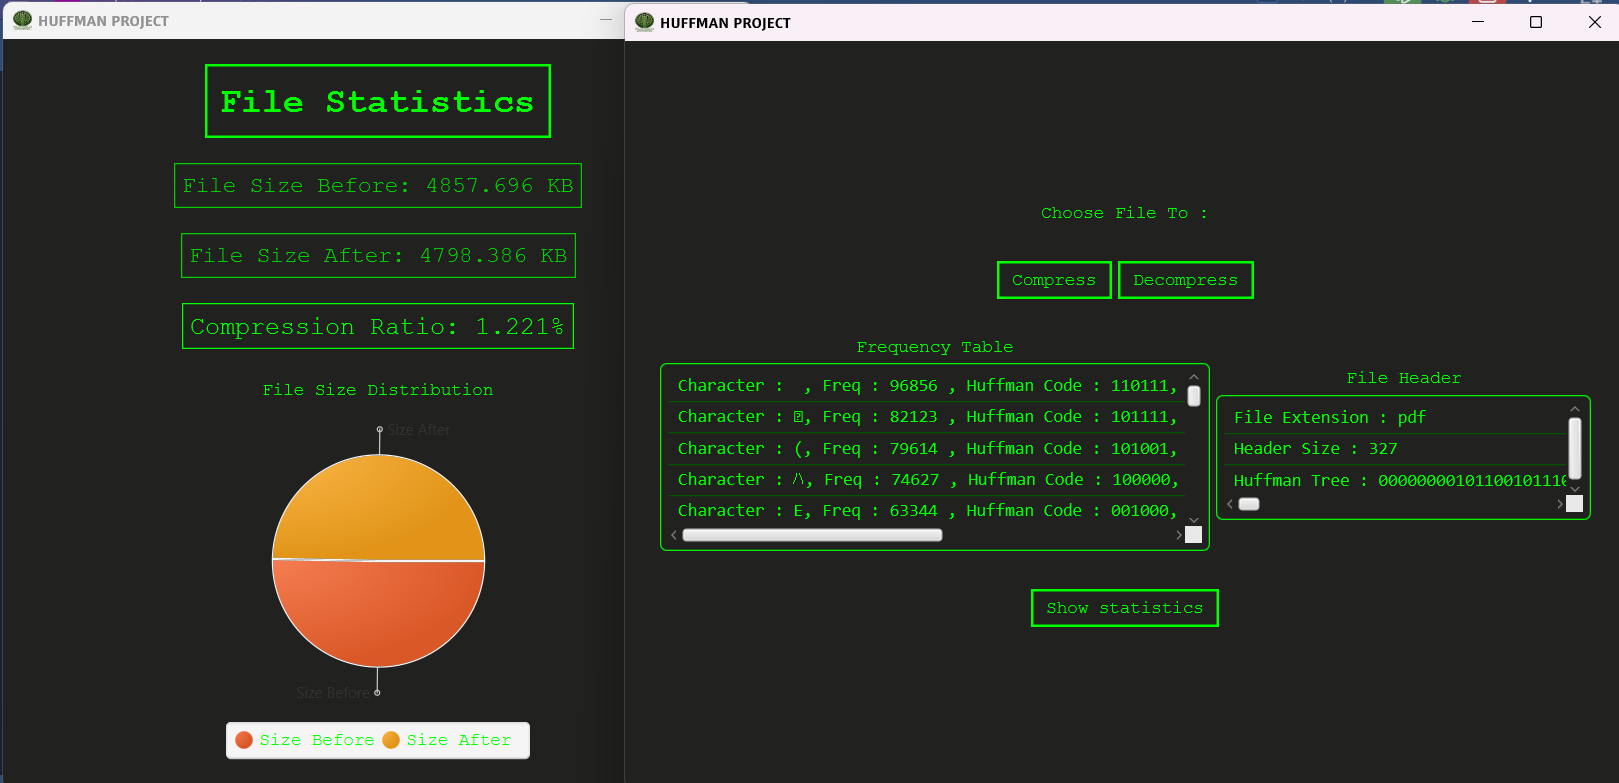 HUFFMAN PROJECT
File Statistics
File Size Before: 4857.696 KB
File Size After: 4798.386 KB
Compression Ratio: 1.221%
File Size Distribution
Size After
Size Before
Size Before Size After
HUFFMAN PROJECT
Choose File To :
Compress Decompress
Frequency Table
Character :  , Freq : 96856 , Huffman Code : 110111,
Character : , Freq : 82123 , Huffman Code : 101111,
Character : (, Freq : 79614 , Huffman Code : 101001,
Character : /\, Freq : 74627 , Huffman Code : 100000,
Character : E, Freq : 63344 , Huffman Code : 001000,
File Header
File Extension : pdf
Header Size : 327
Huffman Tree : 0000000010110010111
Show statistics